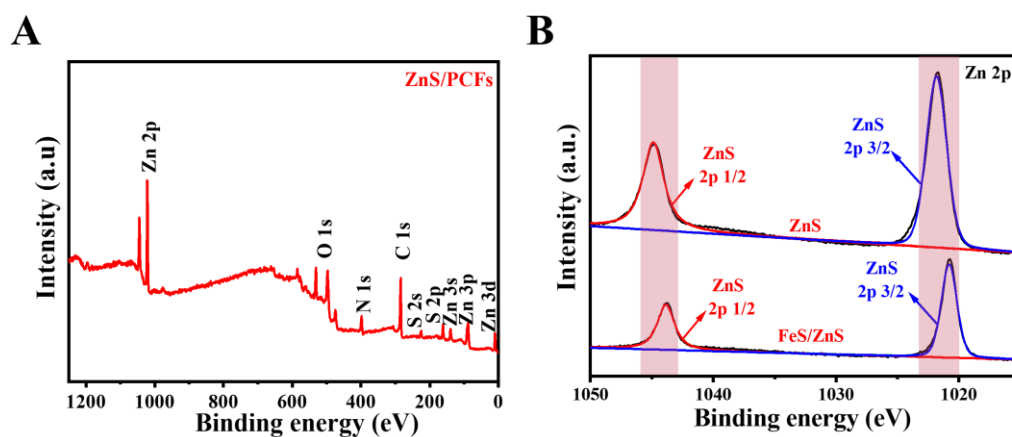 A
ZnS/PCFs
Zn 2p
O 1s
N 1s
C 1s
S 2s
S 2p
Zn 3s
Zn 3p
Zn 3d
Intensity (a.u)
1200 1000 800 600 400 200 0
Binding energy (eV)
B
Zn 2p
ZnS
2p 1/2
ZnS
2p 3/2
ZnS
ZnS
2p 1/2
ZnS
2p 3/2
FeS/ZnS
Intensity (a.u.)
1050 1040 1030 1020
Binding energy (eV)